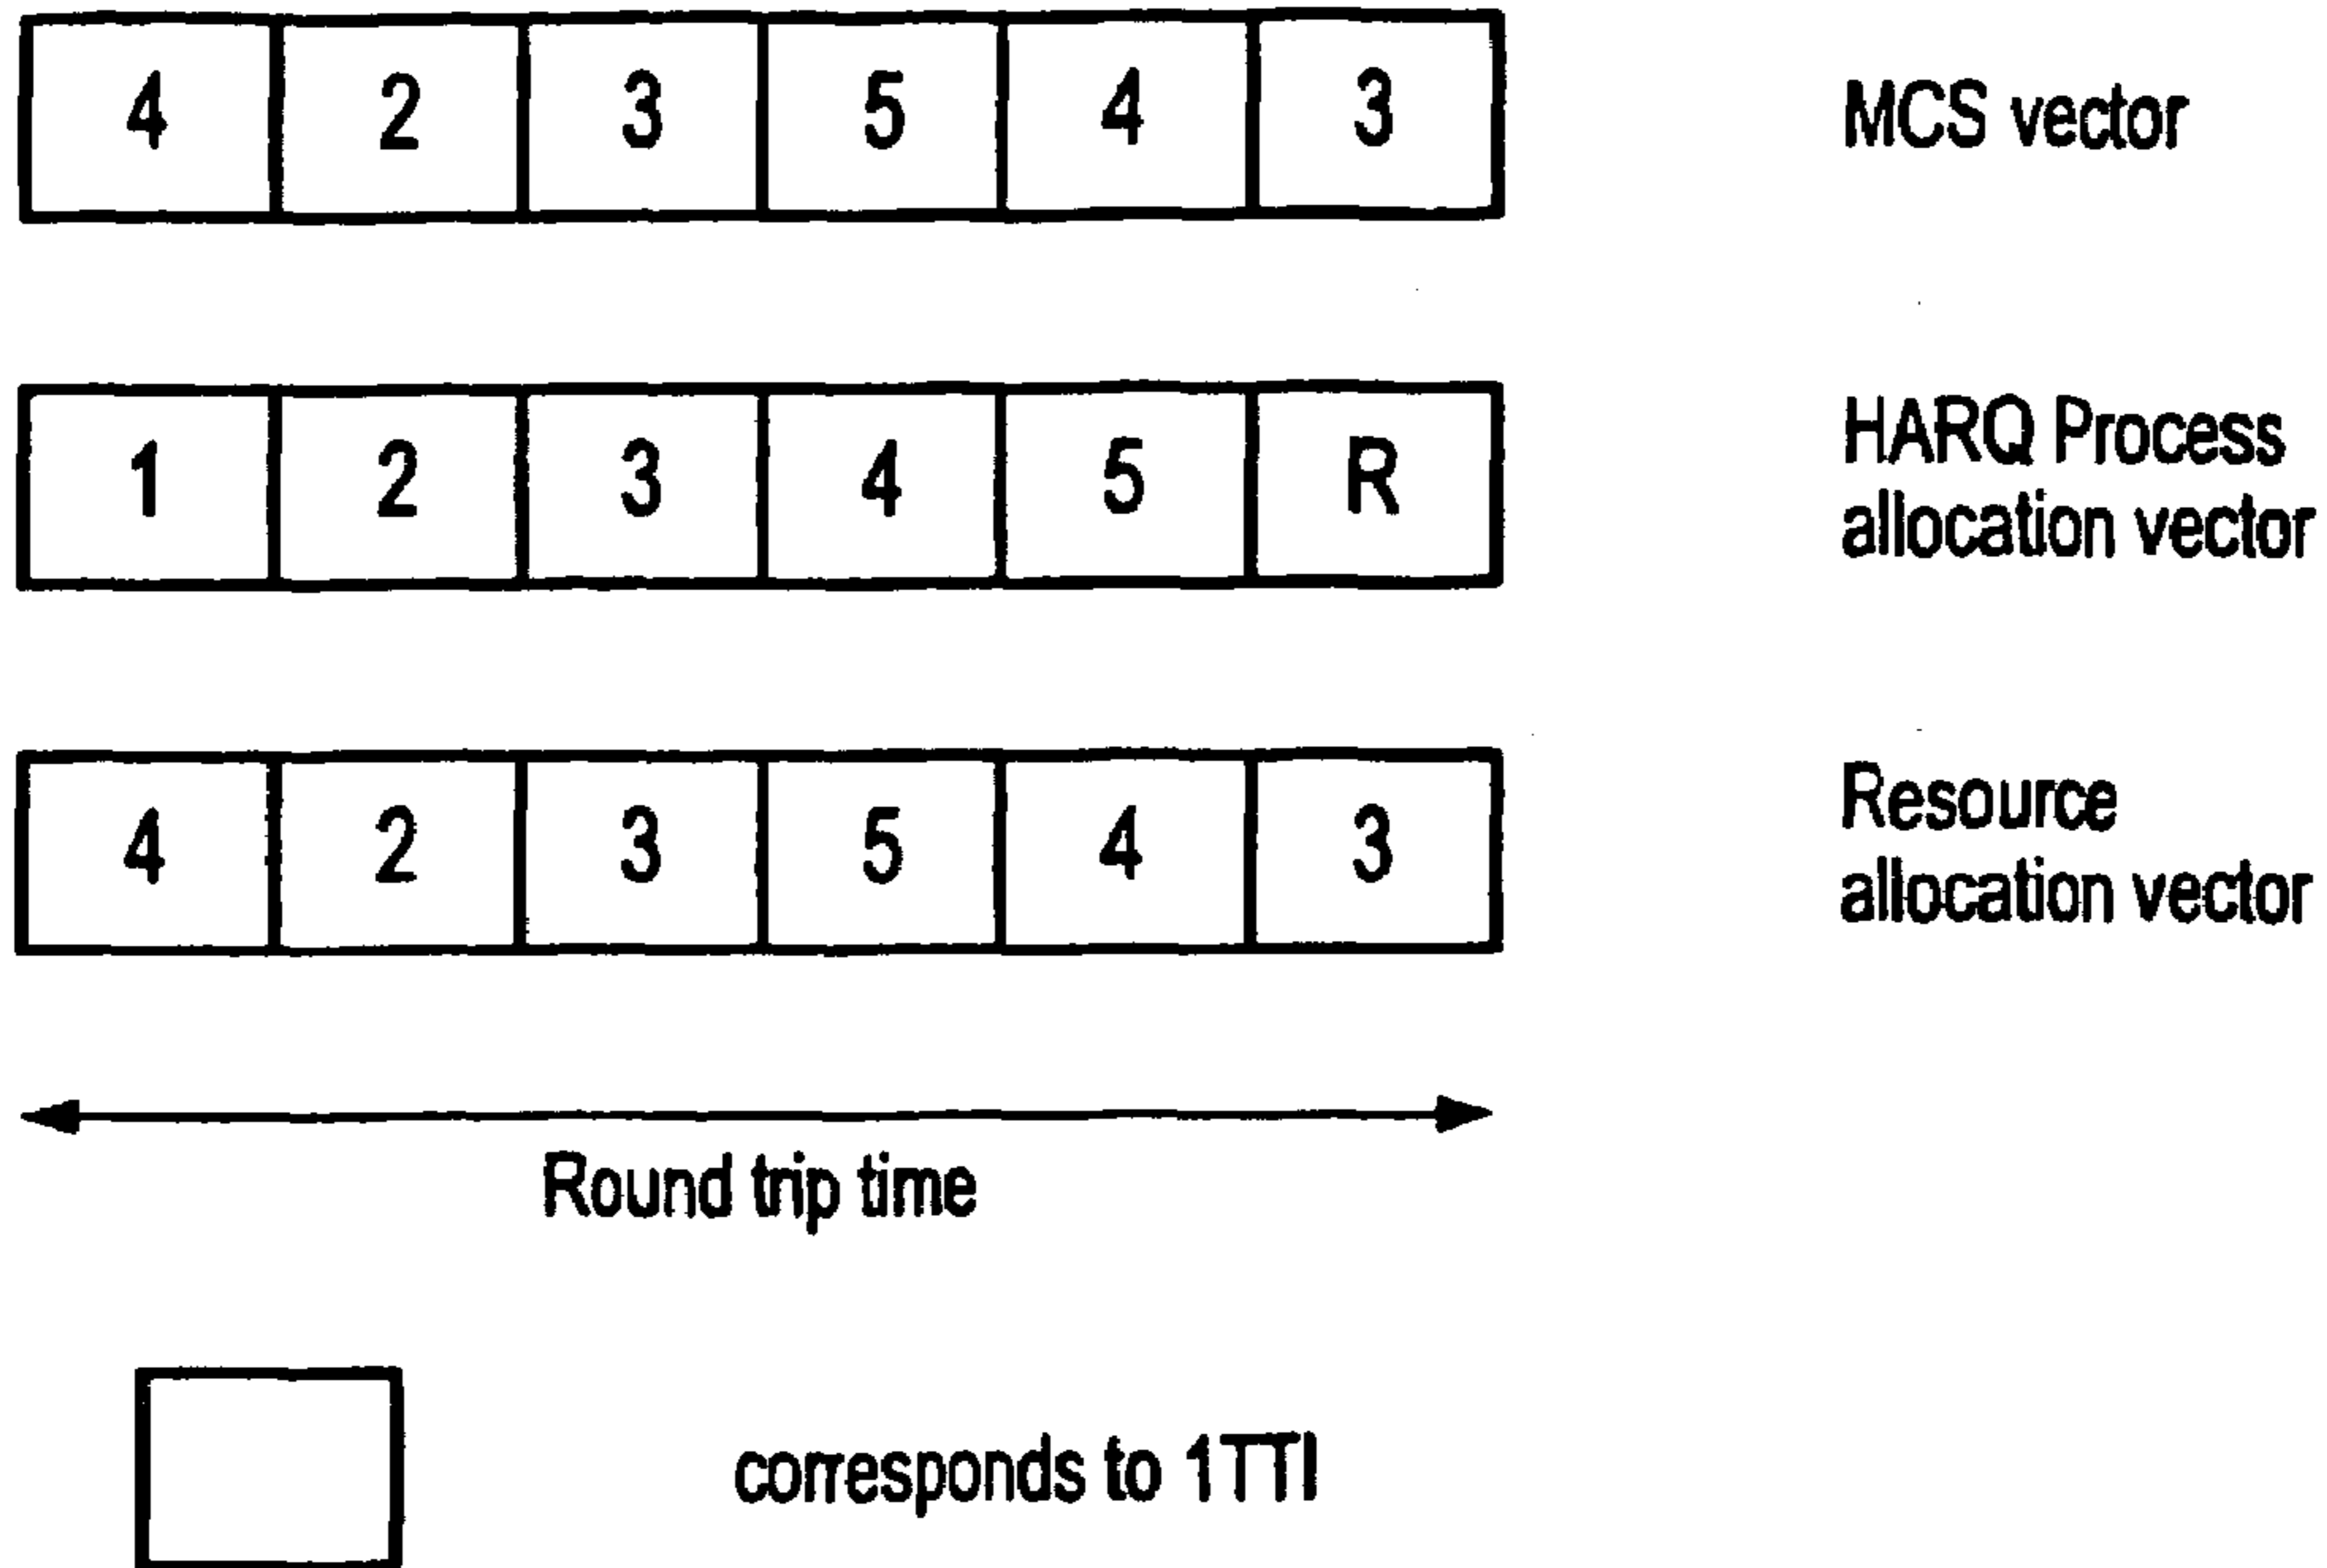 4 2 3 5 4 3 MCS vector
1 2 3 4 5 R HARQ Process
allocation vector
4 2 3 5 4 3 Resource
allocation vector
Round trip time
corresponds to 1TTI